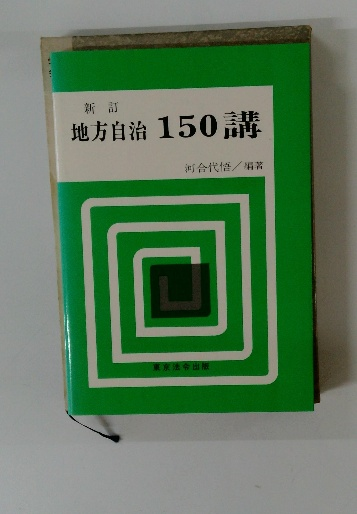 新訂
地方自治 150講
河合代悟／編著
東京法令出版